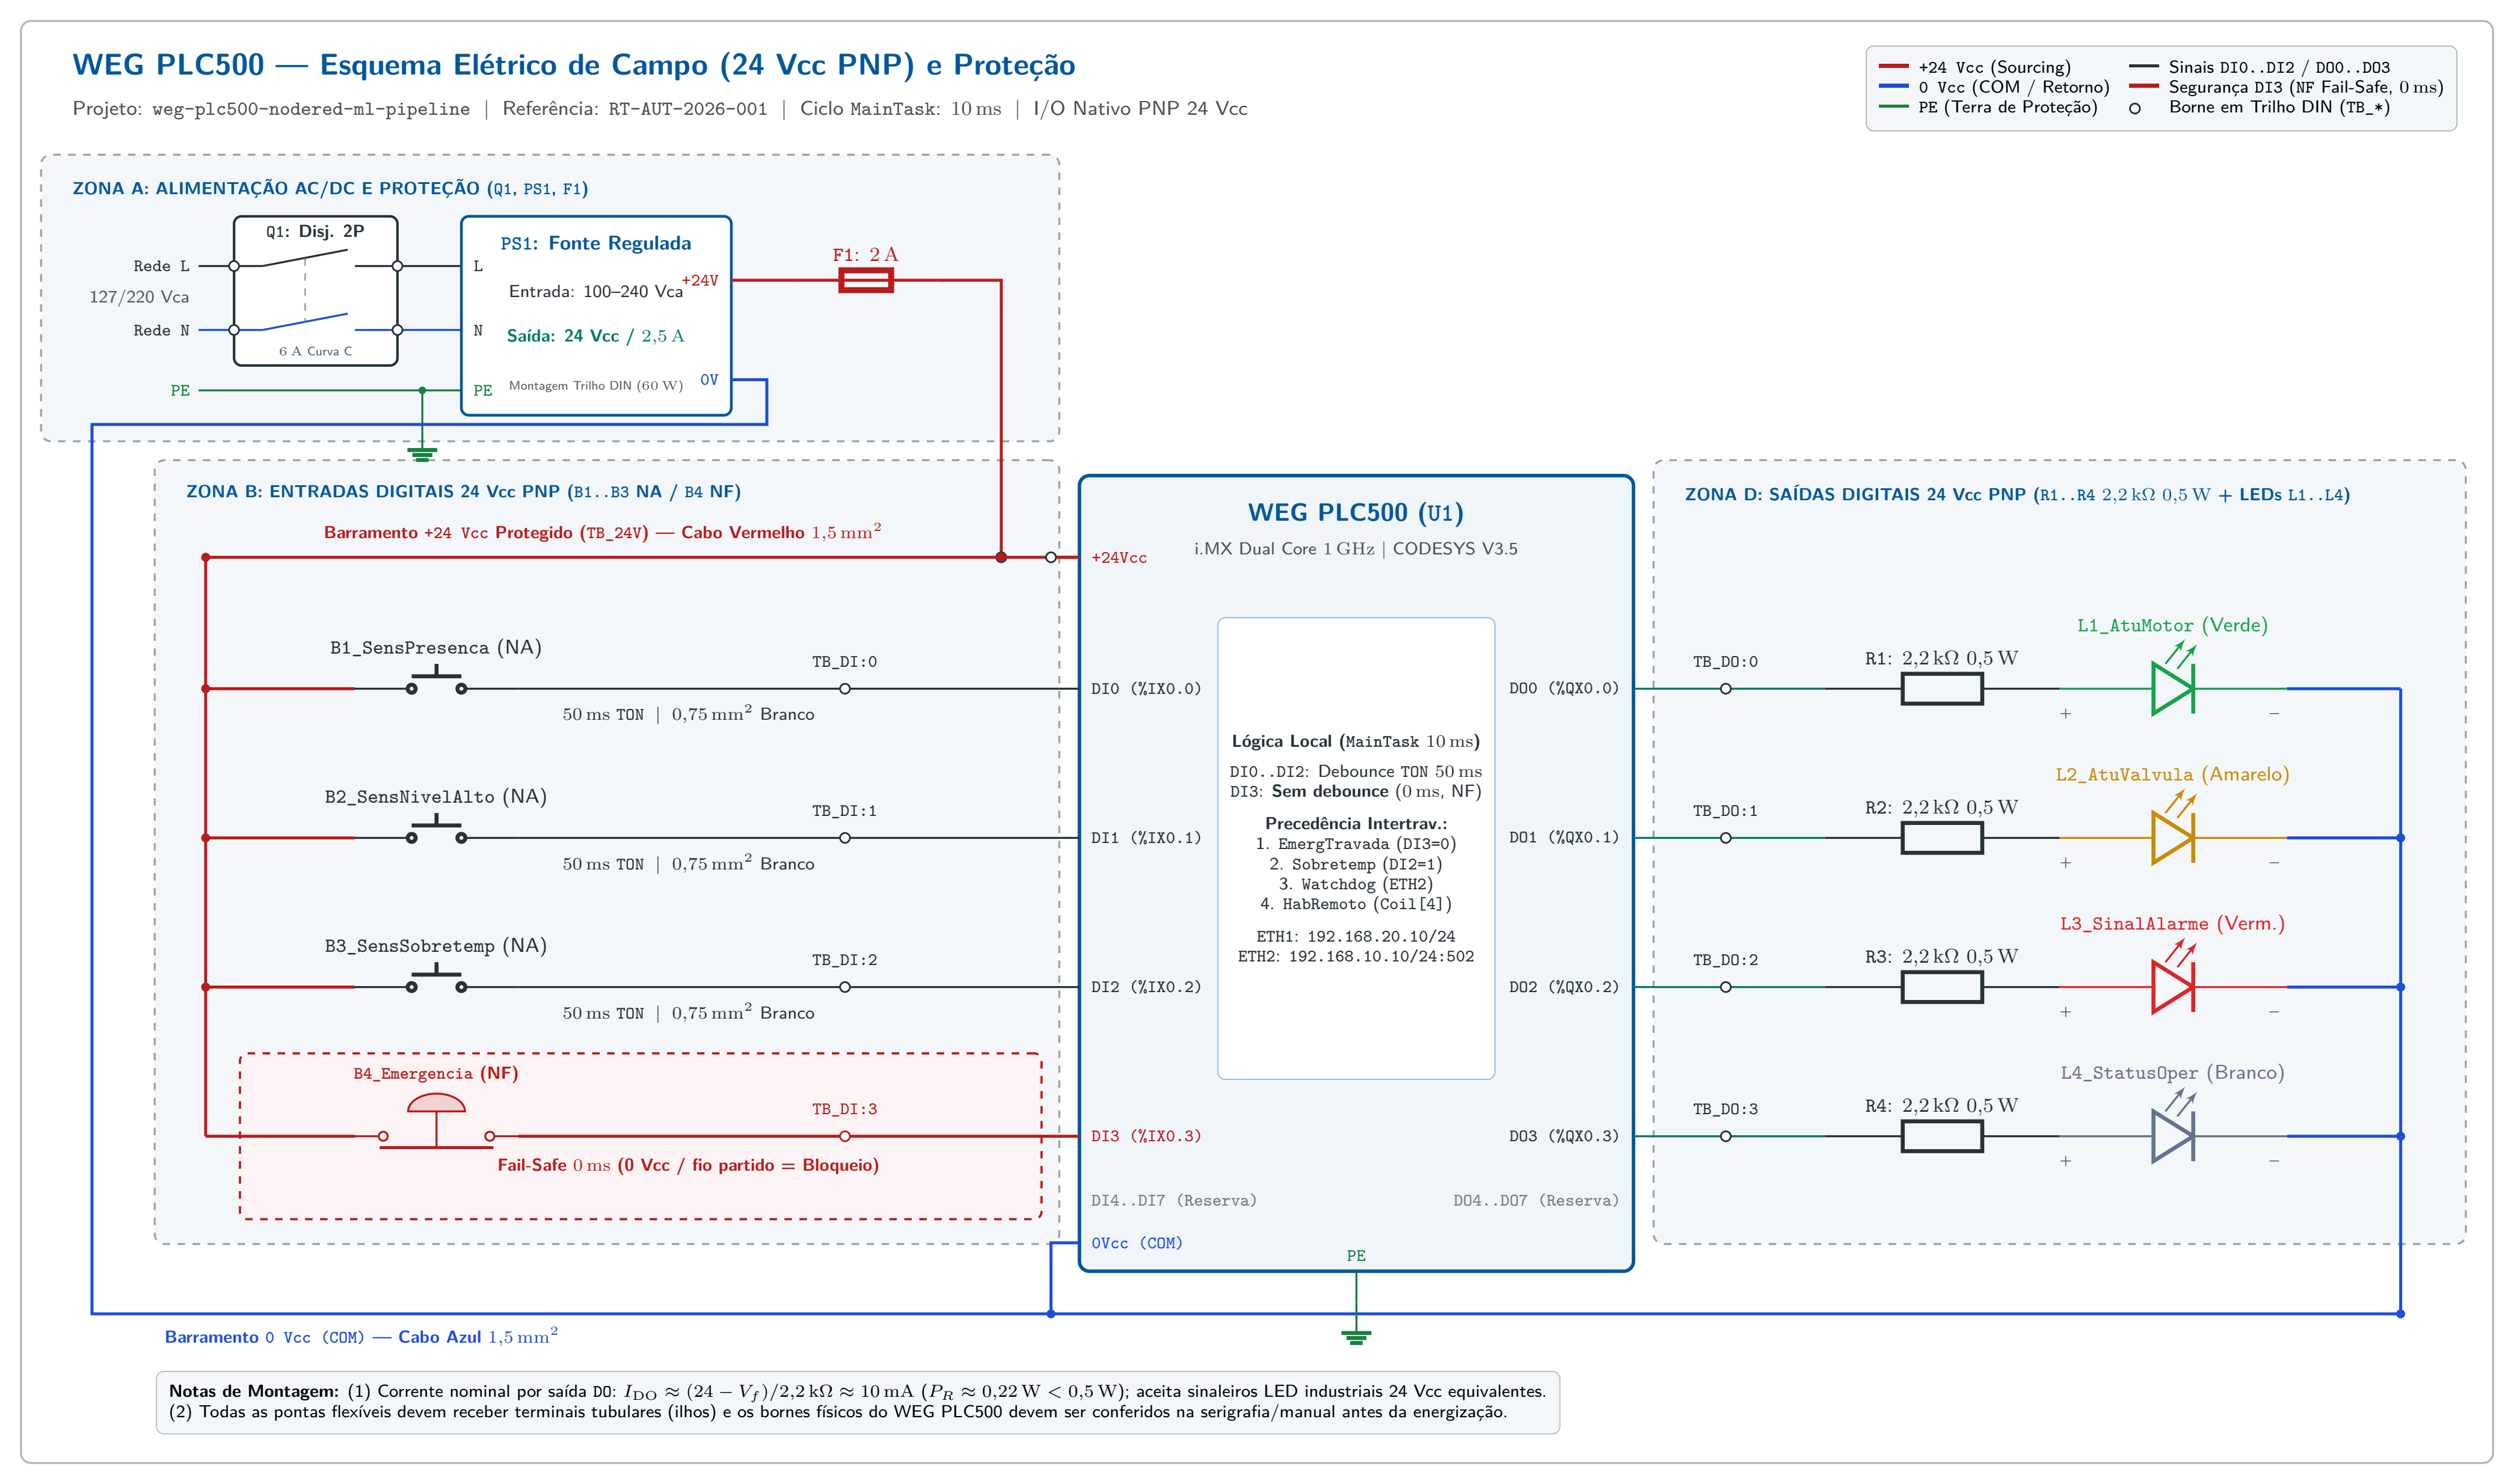 WEG PLC500 — Esquema Elétrico de Campo (24 Vcc PNP) e Proteção
Projeto: weg-plc500-nodered-ml-pipeline | Referência: RT-AUT-2026-001 | Ciclo MainTask: 10 ms | I/O Nativo PNP 24 Vcc
+24 Vcc (Sourcing)
0 Vcc (COM / Retorno)
PE (Terra de Proteção)
Sinais DI0..DI2 / DO0..DO3
Segurança DI3 (NF Fail-Safe, 0 ms)
Borne em Trilho DIN (TB_*)
ZONA A: ALIMENTAÇÃO AC/DC E PROTEÇÃO (Q1, PS1, F1)
Q1: Disj. 2P
Rede L
127/220 Vca
Rede N
6 A Curva C
PE
PS1: Fonte Regulada
L
Entrada: 100–240 Vca
+24V
N
Saída: 24 Vcc / 2,5 A
PE
Montagem Trilho DIN (60 W)
0V
F1: 2 A
ZONA B: ENTRADAS DIGITAIS 24 Vcc PNP (B1..B3 NA / B4 NF)
Barramento +24 Vcc Protegido (TB_24V) — Cabo Vermelho 1,5 mm²
B1_SensPresenca (NA)
TB_DI:0
50 ms TON | 0,75 mm² Branco
B2_SensNivelAlto (NA)
TB_DI:1
50 ms TON | 0,75 mm² Branco
B3_SensSobretemp (NA)
TB_DI:2
50 ms TON | 0,75 mm² Branco
B4_Emergencia (NF)
TB_DI:3
Fail-Safe 0 ms (0 Vcc / fio partido = Bloqueio)
WEG PLC500 (U1)
i.MX Dual Core 1 GHz | CODESYS V3.5
+24Vcc
DI0 (%IX0.0)
DI1 (%IX0.1)
DI2 (%IX0.2)
DI3 (%IX0.3)
DI4..DI7 (Reserva)
0Vcc (COM)
Lógica Local (MainTask 10 ms)
DI0..DI2: Debounce TON 50 ms
DI3: Sem debounce (0 ms, NF)
Precedência Intertrav.:
1. EmergTravada (DI3=0)
2. Sobretemp (DI2=1)
3. Watchdog (ETH2)
4. HabRemoto (Coil[4])
ETH1: 192.168.20.10/24
ETH2: 192.168.10.10/24:502
DO0 (%QX0.0)
DO1 (%QX0.1)
DO2 (%QX0.2)
DO3 (%QX0.3)
DO4..DO7 (Reserva)
PE
ZONA D: SAÍDAS DIGITAIS 24 Vcc PNP (R1..R4 2,2 kΩ 0,5 W + LEDs L1..L4)
TB_DO:0
R1: 2,2 kΩ 0,5 W
L1_AtuMotor (Verde)
+ −
TB_DO:1
R2: 2,2 kΩ 0,5 W
L2_AtuValvula (Amarelo)
+ −
TB_DO:2
R3: 2,2 kΩ 0,5 W
L3_SinalAlarme (Verm.)
+ −
TB_DO:3
R4: 2,2 kΩ 0,5 W
L4_StatusOper (Branco)
+ −
Barramento 0 Vcc (COM) — Cabo Azul 1,5 mm²
Notas de Montagem: (1) Corrente nominal por saída DO: I_DO ≈ (24 − V_f)/2,2 kΩ ≈ 10 mA (P_R ≈ 0,22 W < 0,5 W); aceita sinaleiros LED industriais 24 Vcc equivalentes.
(2) Todas as pontas flexíveis devem receber terminais tubulares (ilhos) e os bornes físicos do WEG PLC500 devem ser conferidos na serigrafia/manual antes da energização.